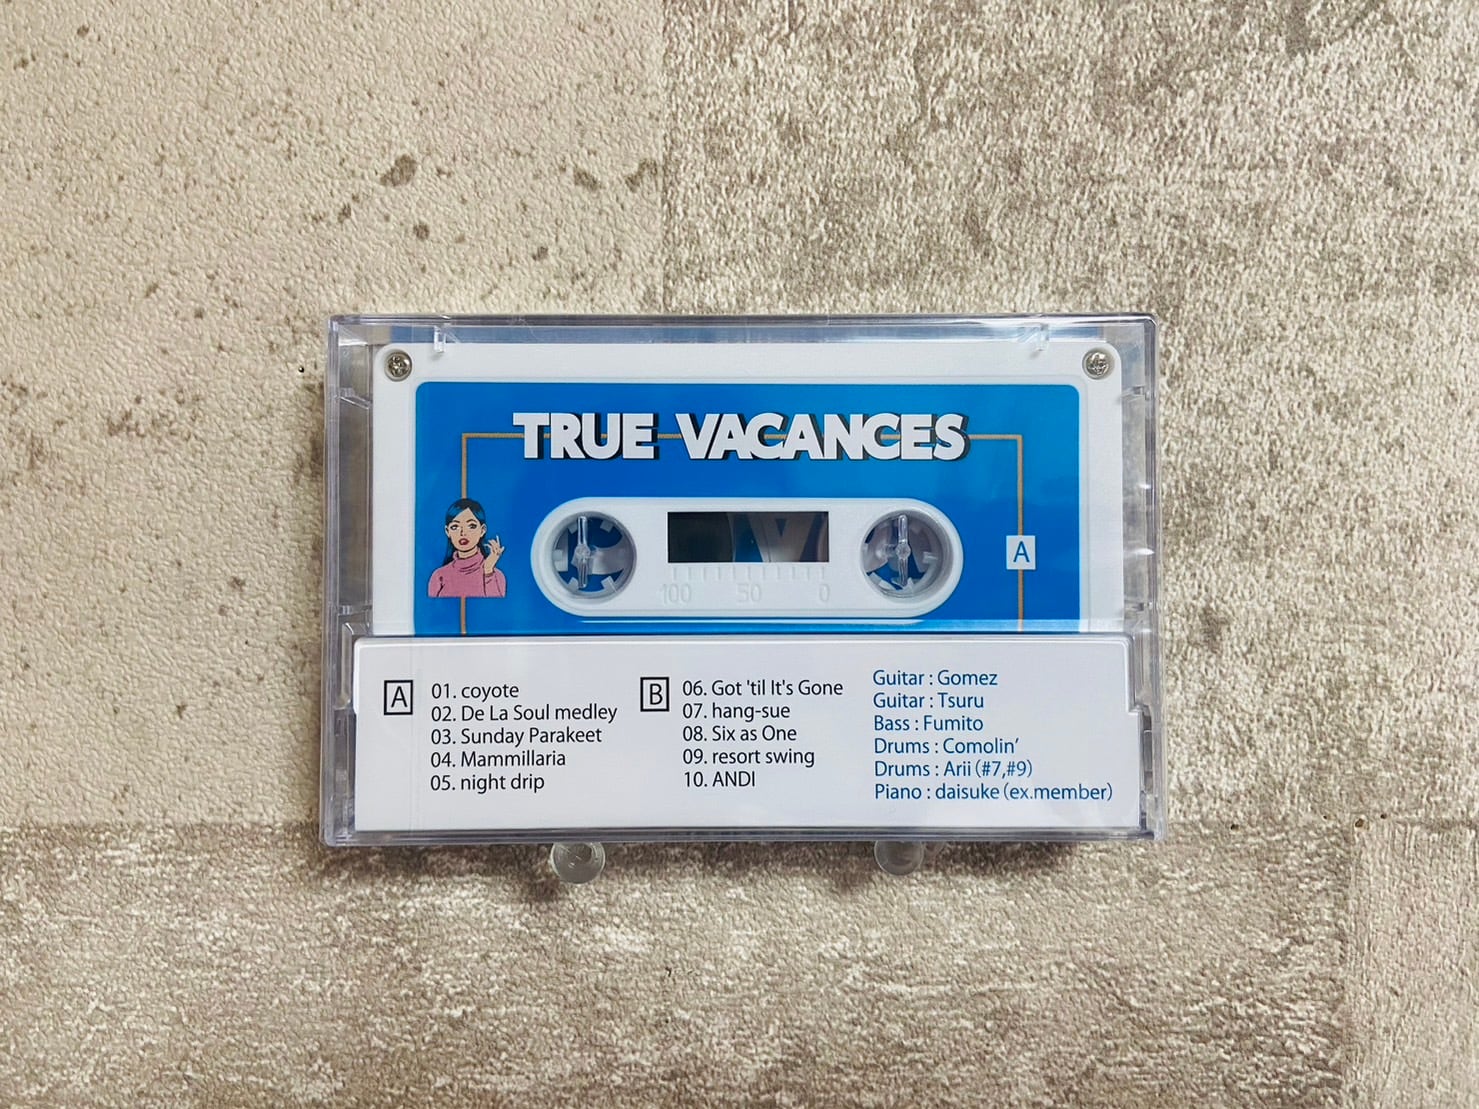 TRUE VACANCES
A
100 50 0
A
01. coyote
02. De La Soul medley
03. Sunday Parakeet
04. Mammillaria
05. night drip
B
06. Got 'til It's Gone
07. hang-sue
08. Six as One
09. resort swing
10. ANDI
Guitar : Gomez
Guitar : Tsuru
Bass : Fumito
Drums : Comolin’
Drums : Arii (#7,#9)
Piano : daisuke (ex.member)